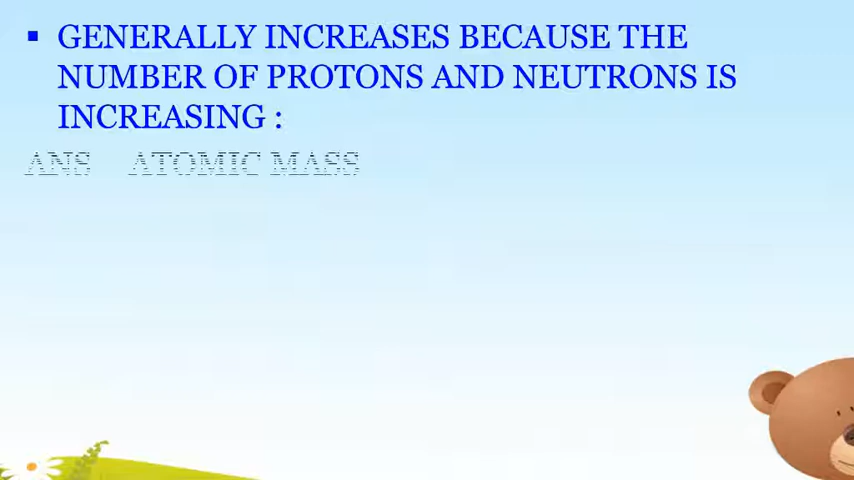 GENERALLY INCREASES BECAUSE THE
NUMBER OF PROTONS AND NEUTRONS IS
INCREASING :
ANS ATOMIC MASS